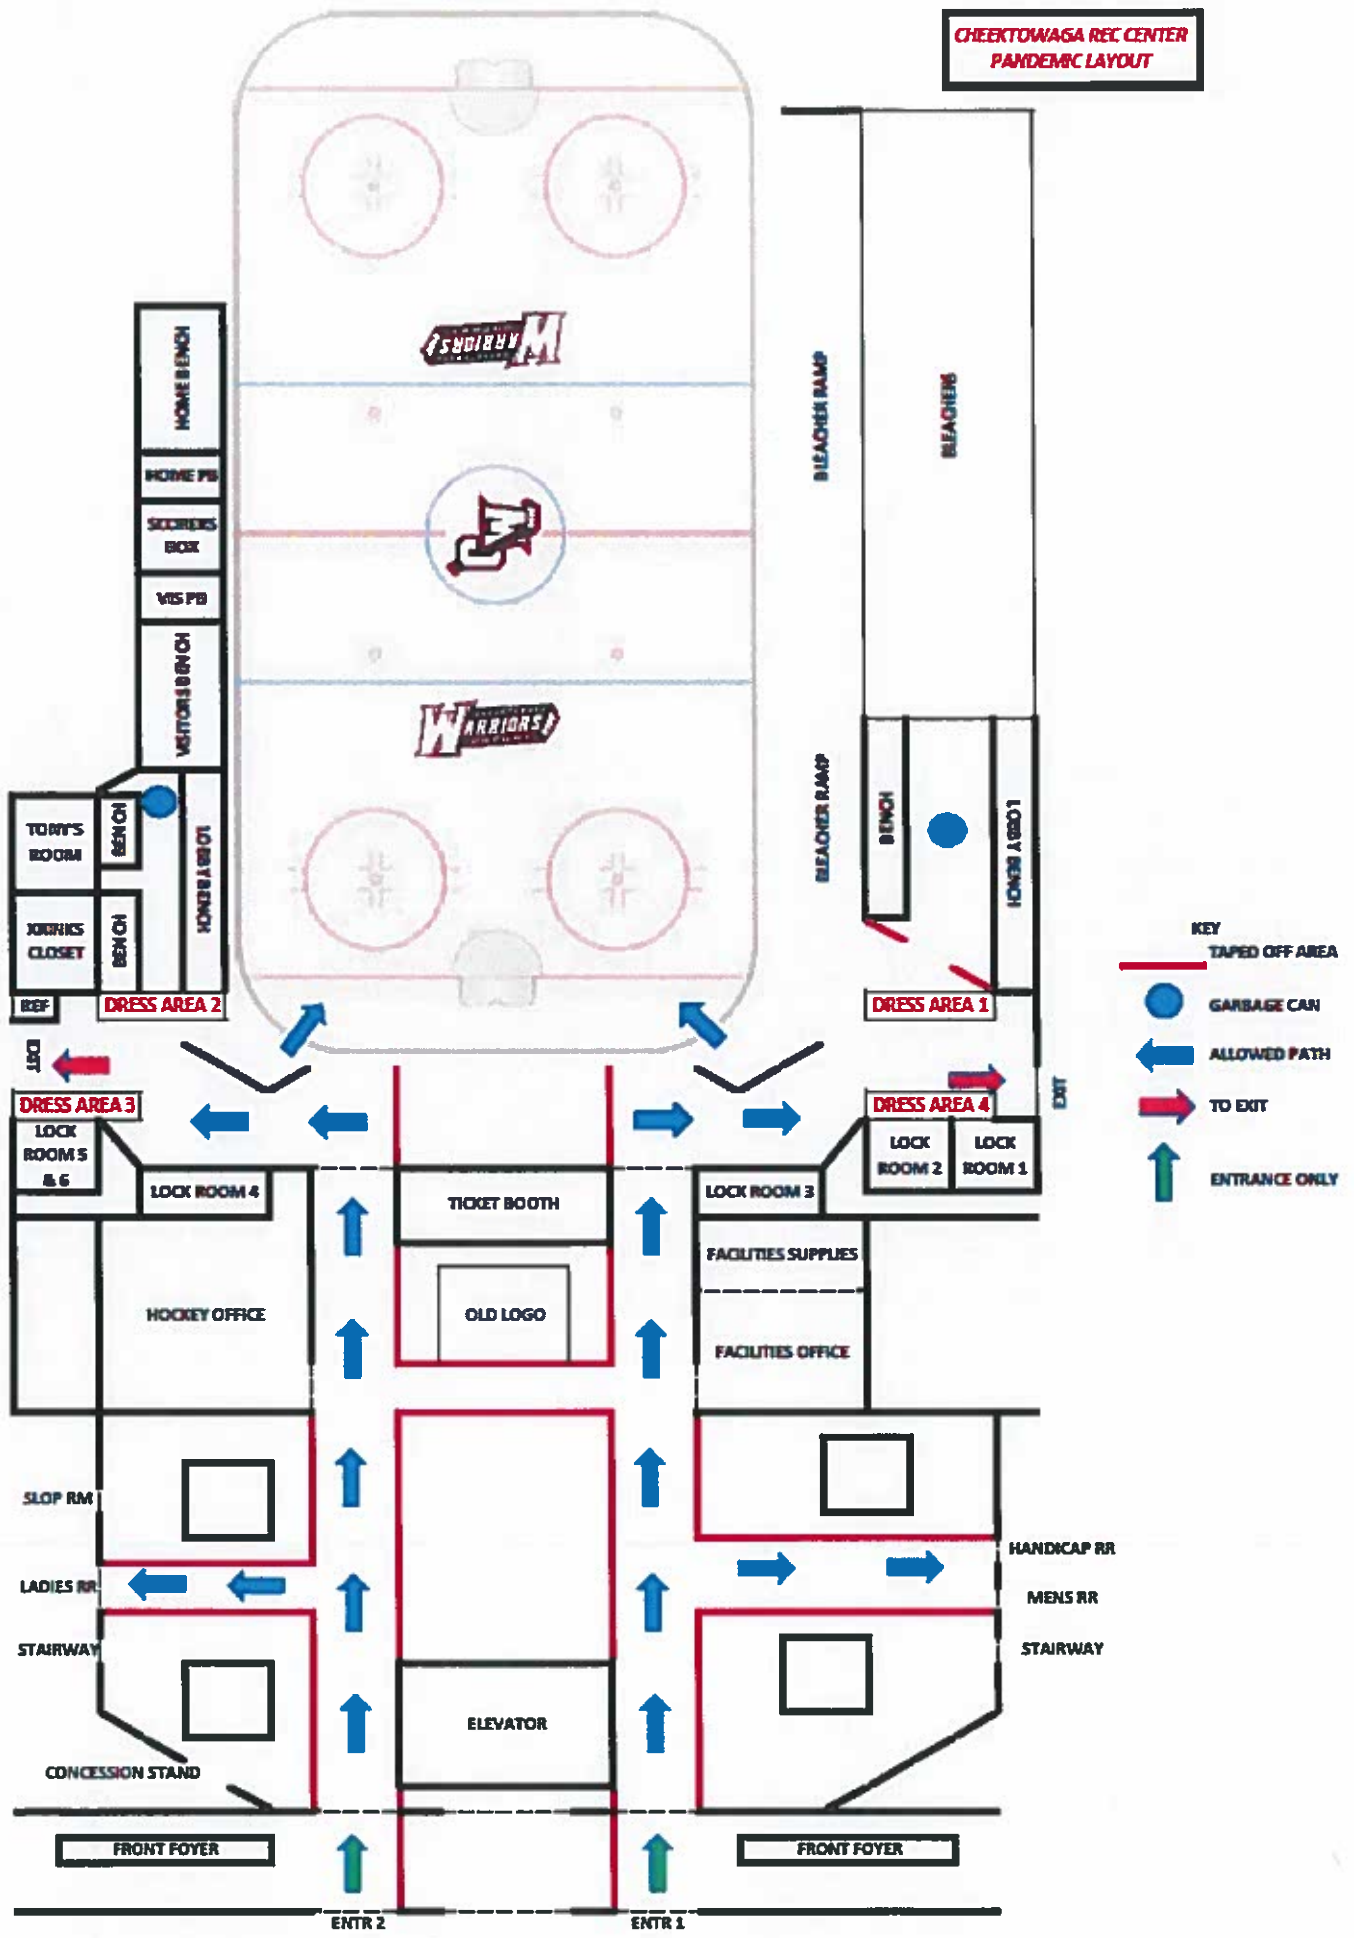 CHEEKTOWAGA REC CENTER
PANDEMIC LAYOUT
WARRIORS
HOME BENCH
HOME PB
SCORERS
BOX
VIS PB
VISITORS BENCH
BLEACHER RAMP
BLEACHERS
WARRIORS
TONY'S
ROOM
BENCH
LOBBY BENCH
CLOSET
BENCH
REF
DRESS AREA 2
EXIT
DRESS AREA 3
LOCK
ROOM 5
& 6
LOCK ROOM 4
BLEACHER RAMP
BENCH
LOBBY BENCH
DRESS AREA 1
EXIT
DRESS AREA 4
LOCK
ROOM 2
LOCK
ROOM 1
LOCK ROOM 3
KEY
TAPED OFF AREA
GARBAGE CAN
ALLOWED PATH
TO EXIT
ENTRANCE ONLY
TICKET BOOTH
OLD LOGO
HOCKEY OFFICE
FACILITIES SUPPLIES
FACILITIES OFFICE
SLOP RM
LADIES RR
STAIRWAY
CONCESSION STAND
HANDICAP RR
MENS RR
STAIRWAY
ELEVATOR
FRONT FOYER
FRONT FOYER
ENTR 2
ENTR 1